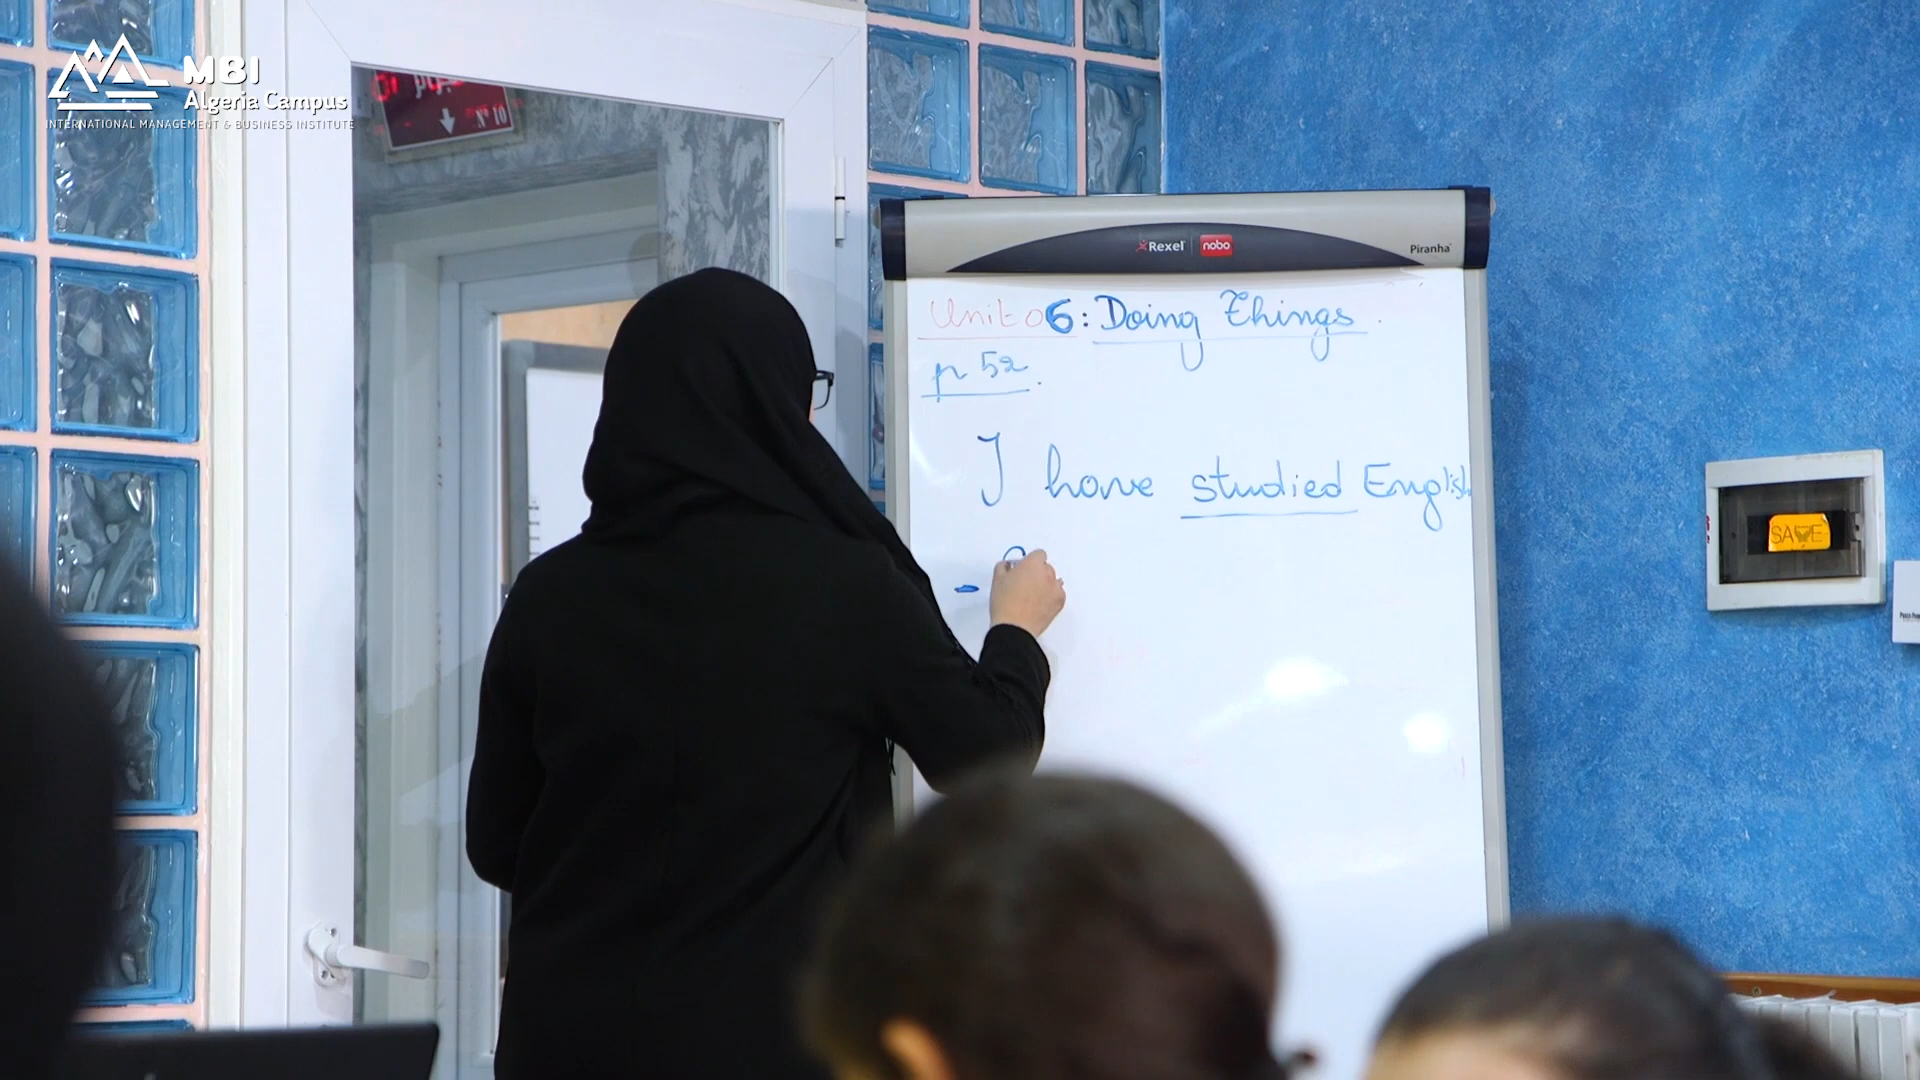 MBI
Algeria Campus
INTERNATIONAL MANAGEMENT & BUSINESS INSTITUTE
N° 10
Rexel nobo
Piranha
Unit 06: Doing Things.
p 52.
I have studied English
-
SAVE